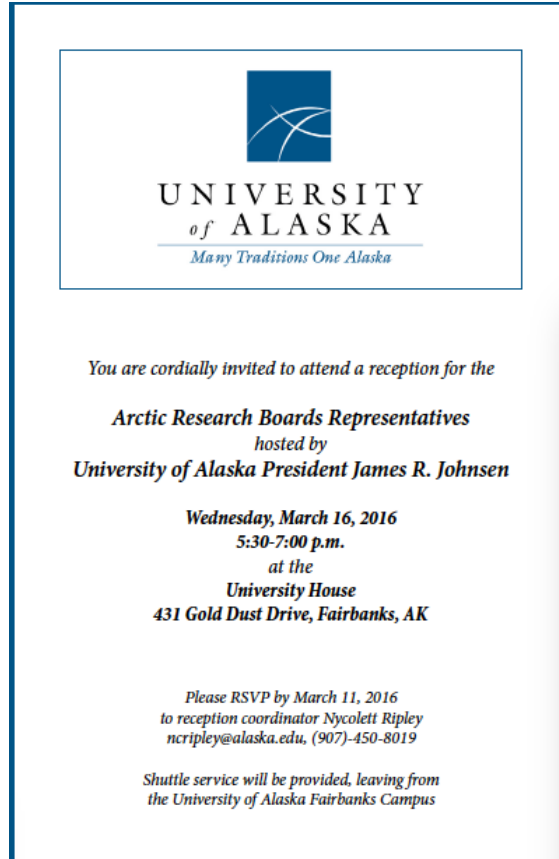 UNIVERSITY
of ALASKA
Many Traditions One Alaska
You are cordially invited to attend a reception for the
Arctic Research Boards Representatives
hosted by
University of Alaska President James R. Johnsen
Wednesday, March 16, 2016
5:30-7:00 p.m.
at the
University House
431 Gold Dust Drive, Fairbanks, AK
Please RSVP by March 11, 2016
to reception coordinator Nycolett Ripley
ncripley@alaska.edu, (907)-450-8019
Shuttle service will be provided, leaving from
the University of Alaska Fairbanks Campus